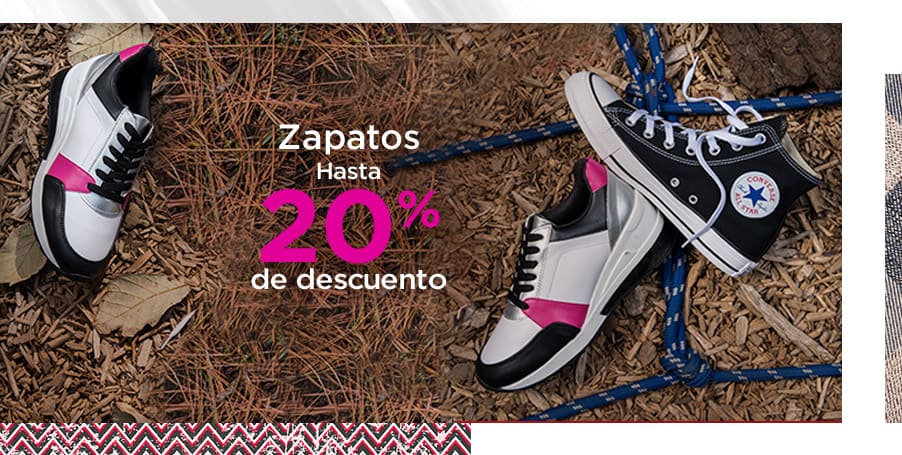 Zapatos
Hasta
20%
de descuento
CONVERSE
ALL STAR